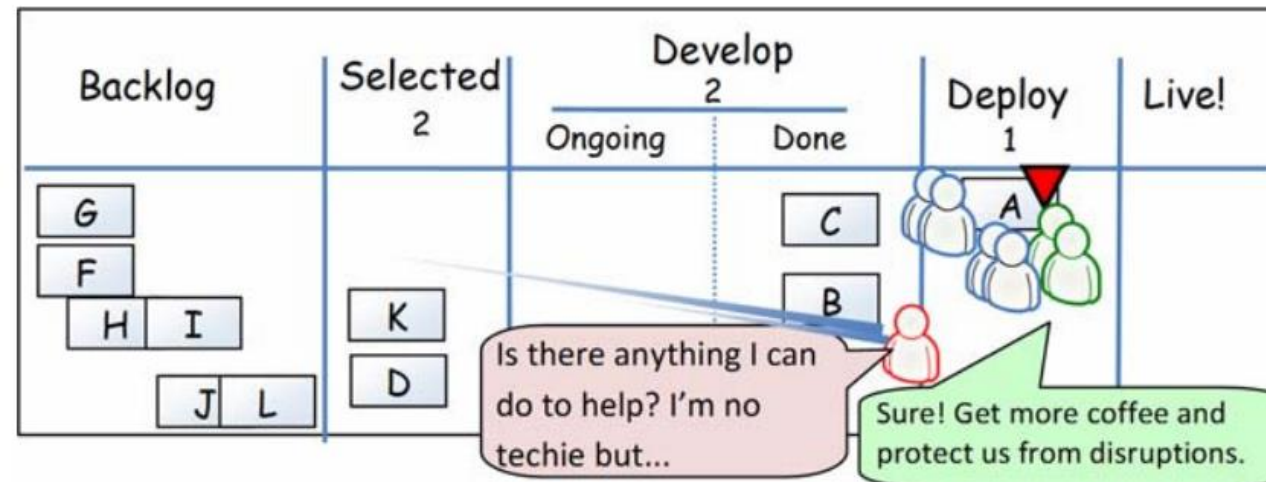 Backlog
Selected
2
Develop
2
Ongoing
Done
Deploy
1
Live!
G
F
H I
J L
K
D
C
B
A
Is there anything I can
do to help? I'm no
techie but...
Sure! Get more coffee and
protect us from disruptions.